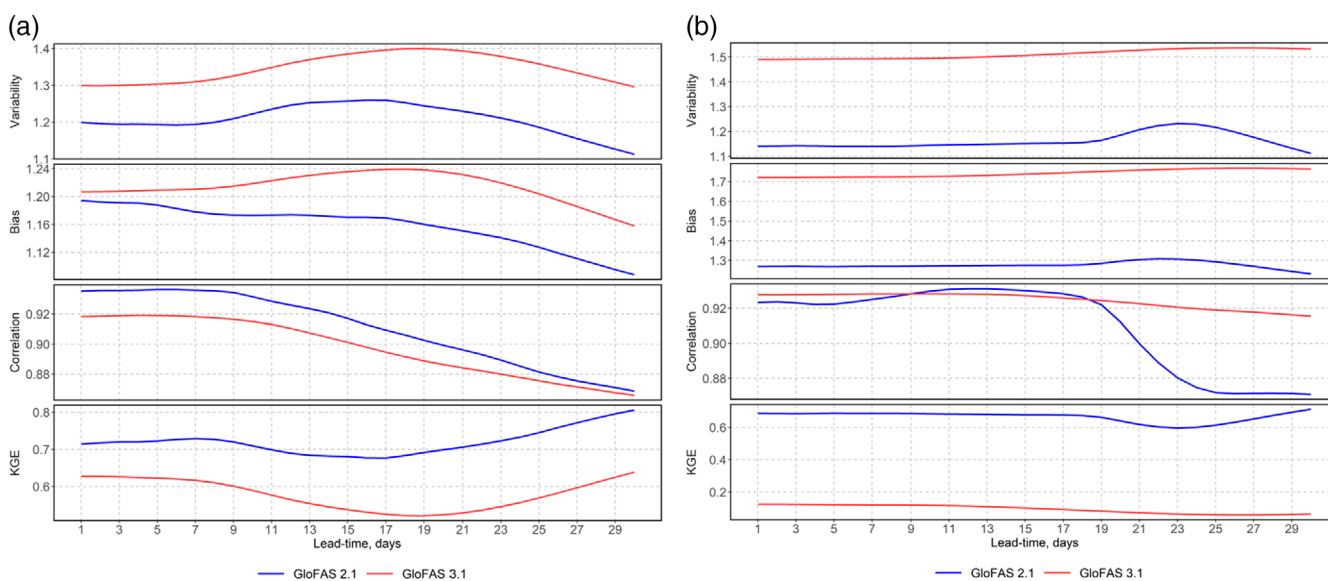 (a)
Variability
1.4
1.3
1.2
1.1
Bias
1.24
1.20
1.16
1.12
Correlation
0.92
0.90
0.88
KGE
0.8
0.7
0.6
1 3 5 7 9 11 13 15 17 19 21 23 25 27 29
Lead-time, days
GloFAS 2.1 GloFAS 3.1
(b)
Variability
1.5
1.4
1.3
1.2
1.1
Bias
1.7
1.6
1.5
1.4
1.3
Correlation
0.92
0.90
0.88
KGE
0.6
0.4
0.2
1 3 5 7 9 11 13 15 17 19 21 23 25 27 29
Lead-time, days
GloFAS 2.1 GloFAS 3.1